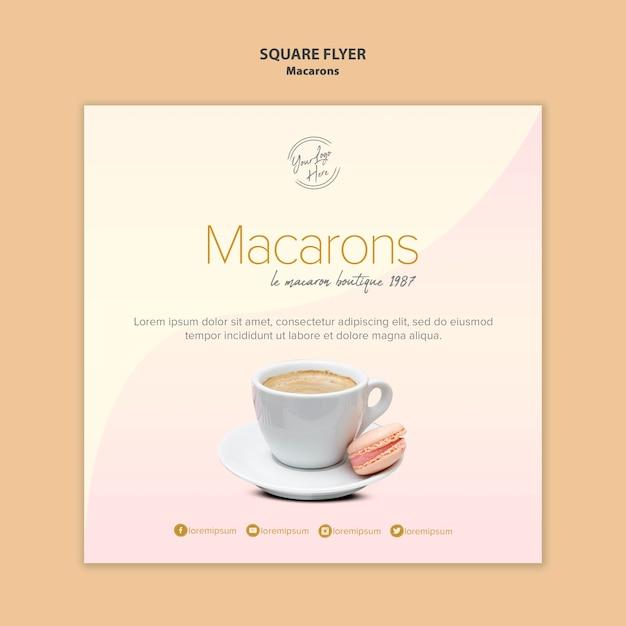 SQUARE FLYER
Macarons
Your Logo
Here
Macarons
le macaron boutique 1987
Lorem ipsum dolor sit amet, consectetur adipiscing elit, sed do eiusmod tempor
incididunt ut labore et dolore magna aliqua.
loremipsum loremipsum loremipsum loremipsum